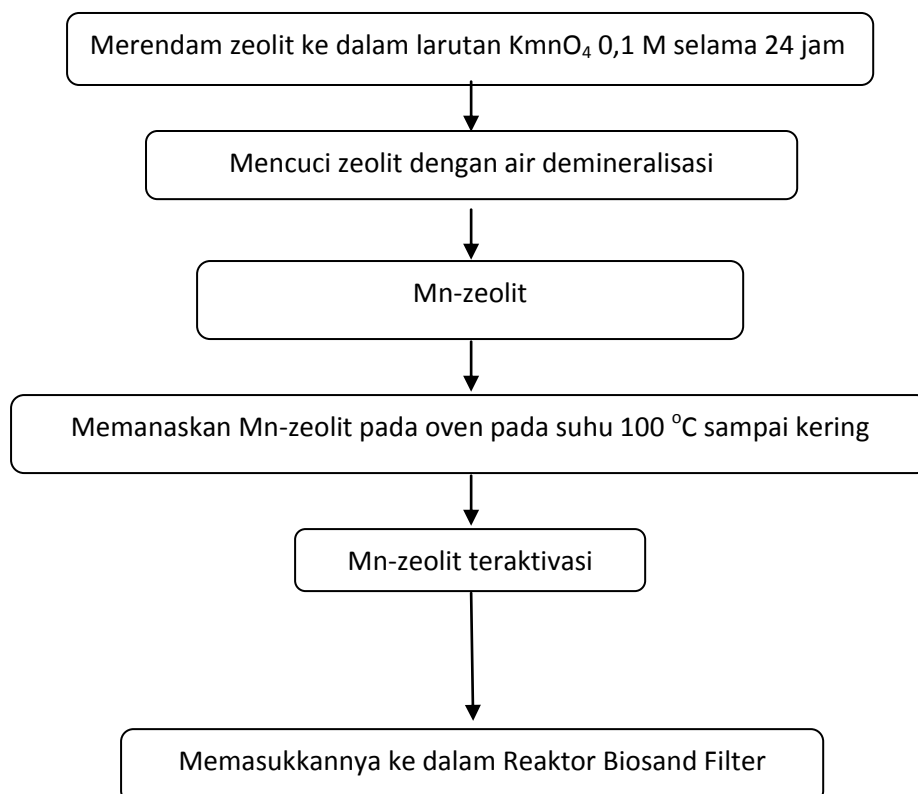 Merendam zeolit ke dalam larutan KmnO₄ 0,1 M selama 24 jam
Mencuci zeolit dengan air demineralisasi
Mn-zeolit
Memanaskan Mn-zeolit pada oven pada suhu 100 °C sampai kering
Mn-zeolit teraktivasi
Memasukkannya ke dalam Reaktor Biosand Filter